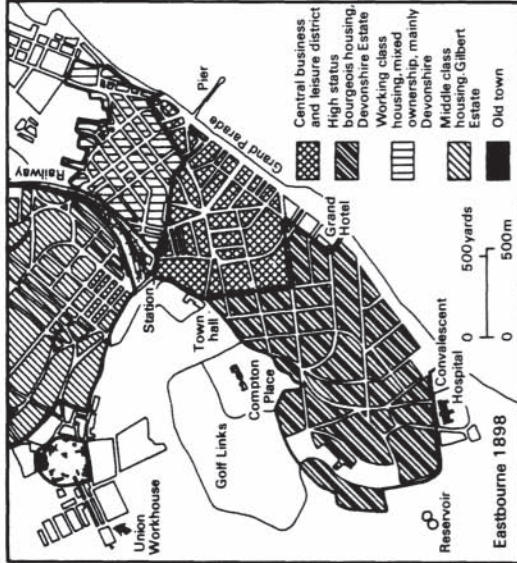 Railway
Pier
Grand Parade
Station
Town
hall
Grand
Hotel
Compton
Place
Golf Links
Union
Workhouse
Convalescent
Hospital
Reservoir
Eastbourne 1898
0 500yards
0 500m
Central business
and leisure district
High status
bourgeois housing,
Devonshire Estate
Working class
housing, mixed
ownership, mainly
Devonshire
Middle class
housing. Gilbert
Estate
Old town